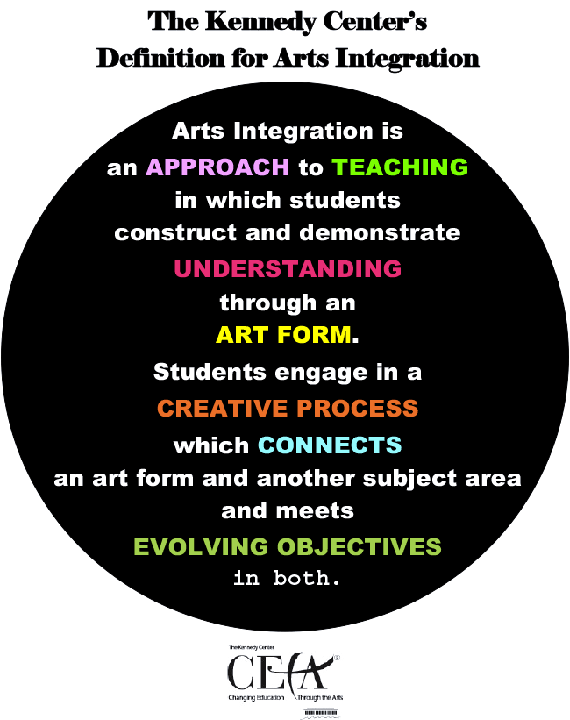 The Kennedy Center's
Definition for Arts Integration
Arts Integration is
an APPROACH to TEACHING
in which students
construct and demonstrate
UNDERSTANDING
through an
ART FORM.
Students engage in a
CREATIVE PROCESS
which CONNECTS
an art form and another subject area
and meets
EVOLVING OBJECTIVES
in both.
The Kennedy Center
CETA®
Changing Education Through the Arts